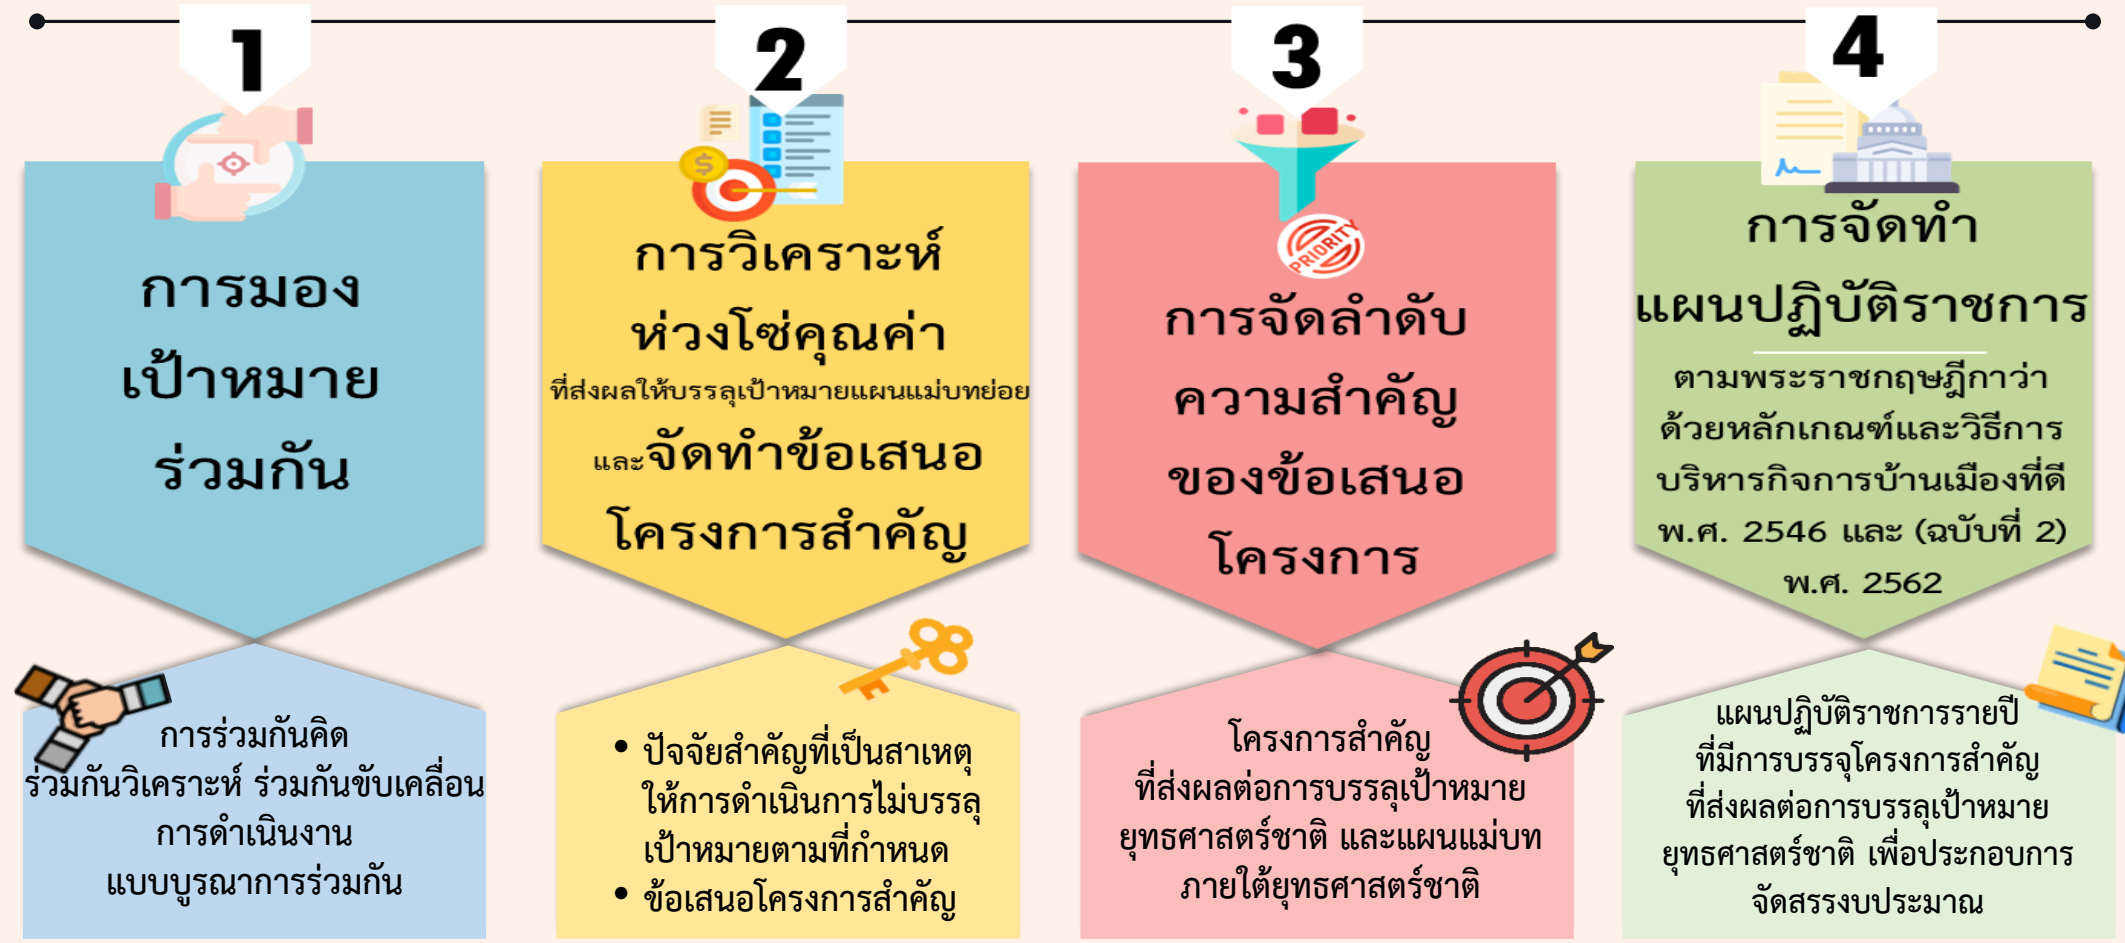 1
การมอง
เป้าหมาย
ร่วมกัน
การร่วมกันคิด
ร่วมกันวิเคราะห์ ร่วมกันขับเคลื่อน
การดำเนินงาน
แบบบูรณาการร่วมกัน
2
$
การวิเคราะห์
ห่วงโซ่คุณค่า
ที่ส่งผลให้บรรลุเป้าหมายแผนแม่บทย่อย
และจัดทำข้อเสนอ
โครงการสำคัญ
• ปัจจัยสำคัญที่เป็นสาเหตุ
ให้การดำเนินการไม่บรรลุ
เป้าหมายตามที่กำหนด
• ข้อเสนอโครงการสำคัญ
3
PRIORITY
การจัดลำดับ
ความสำคัญ
ของข้อเสนอ
โครงการ
โครงการสำคัญ
ที่ส่งผลต่อการบรรลุเป้าหมาย
ยุทธศาสตร์ชาติ และแผนแม่บท
ภายใต้ยุทธศาสตร์ชาติ
4
การจัดทำ
แผนปฏิบัติราชการ
ตามพระราชกฤษฎีกาว่า
ด้วยหลักเกณฑ์และวิธีการ
บริหารกิจการบ้านเมืองที่ดี
พ.ศ. 2546 และ (ฉบับที่ 2)
พ.ศ. 2562
แผนปฏิบัติราชการรายปี
ที่มีการบรรจุโครงการสำคัญ
ที่ส่งผลต่อการบรรลุเป้าหมาย
ยุทธศาสตร์ชาติ เพื่อประกอบการ
จัดสรรงบประมาณ